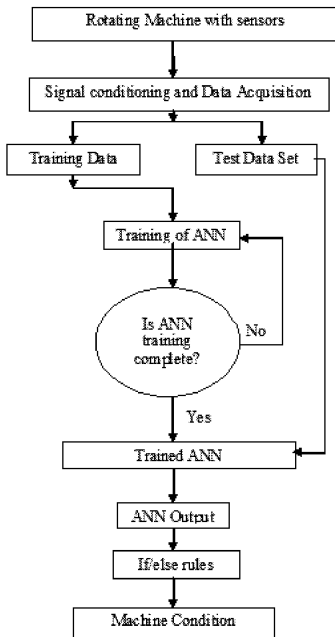 Rotating Machine with sensors
Signal conditioning and Data Acquisition
Training Data
Test Data Set
Training of ANN
Is ANN
training
complete?
No
Yes
Trained ANN
ANN Output
If/else rules
Machine Condition